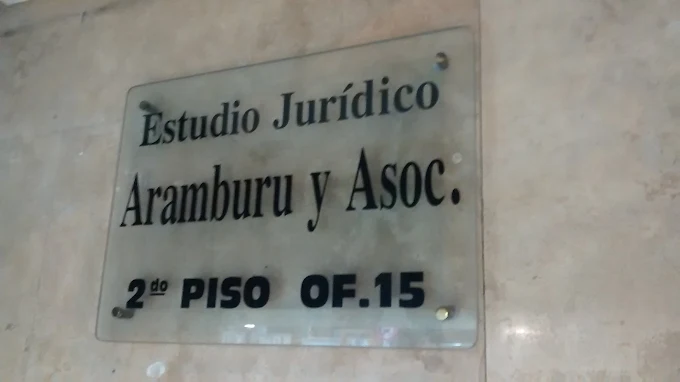 Estudio Jurídico
Aramburu y Asoc.
2do PISO OF.15